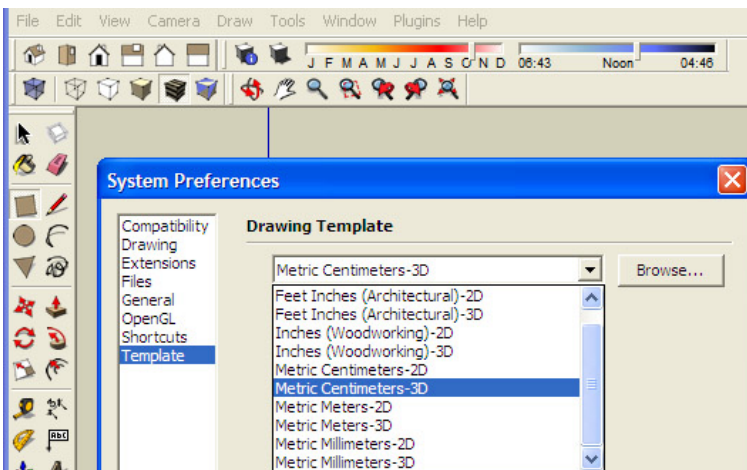 File Edit View Camera Draw Tools Window Plugins Help
J F M A M J J A S O N D 06:43 Noon 04:46
System Preferences
Compatibility
Drawing
Extensions
Files
General
OpenGL
Shortcuts
Template
Drawing Template
Metric Centimeters-3D
Browse...
Feet Inches (Architectural)-2D
Feet Inches (Architectural)-3D
Inches (Woodworking)-2D
Inches (Woodworking)-3D
Metric Centimeters-2D
Metric Centimeters-3D
Metric Meters-2D
Metric Meters-3D
Metric Millimeters-2D
Metric Millimeters-3D
ABC